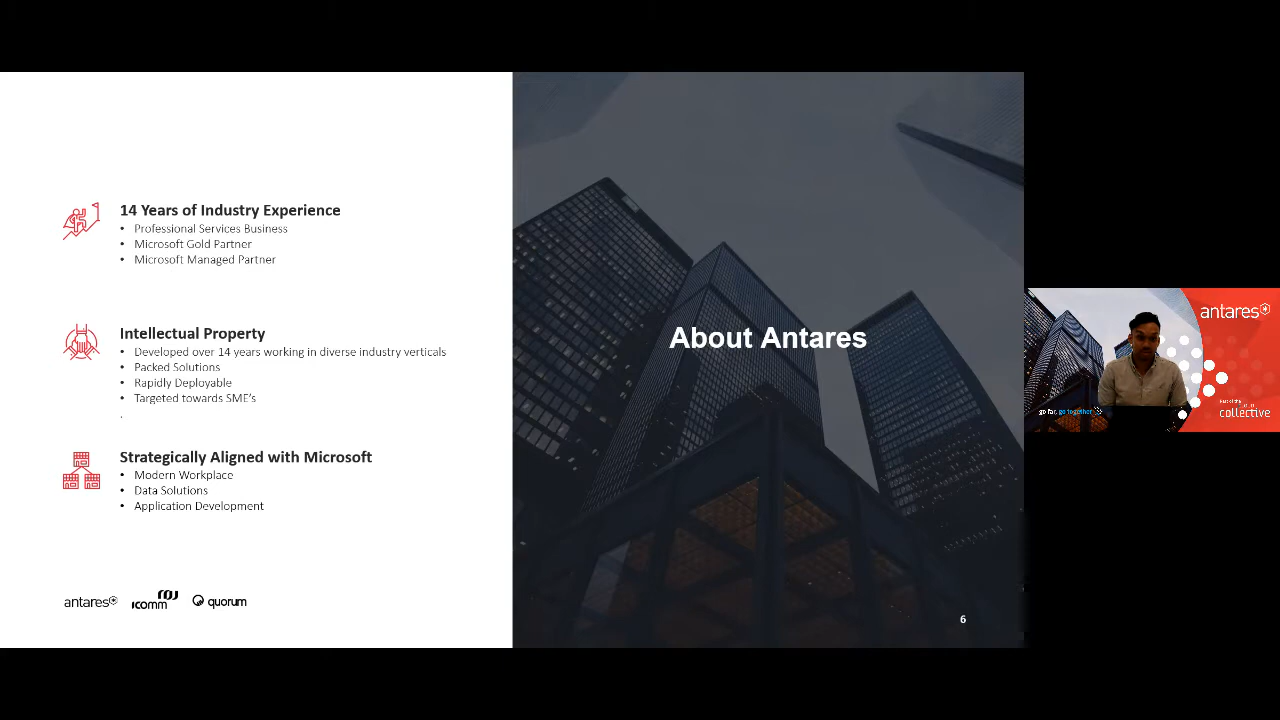 14 Years of Industry Experience
• Professional Services Business
• Microsoft Gold Partner
• Microsoft Managed Partner
Intellectual Property
• Developed over 14 years working in diverse industry verticals
• Packed Solutions
• Rapidly Deployable
• Targeted towards SME's
.
Strategically Aligned with Microsoft
• Modern Workplace
• Data Solutions
• Application Development
antares
icomm
quorum
About Antares
6
antares
go far, go together
collective